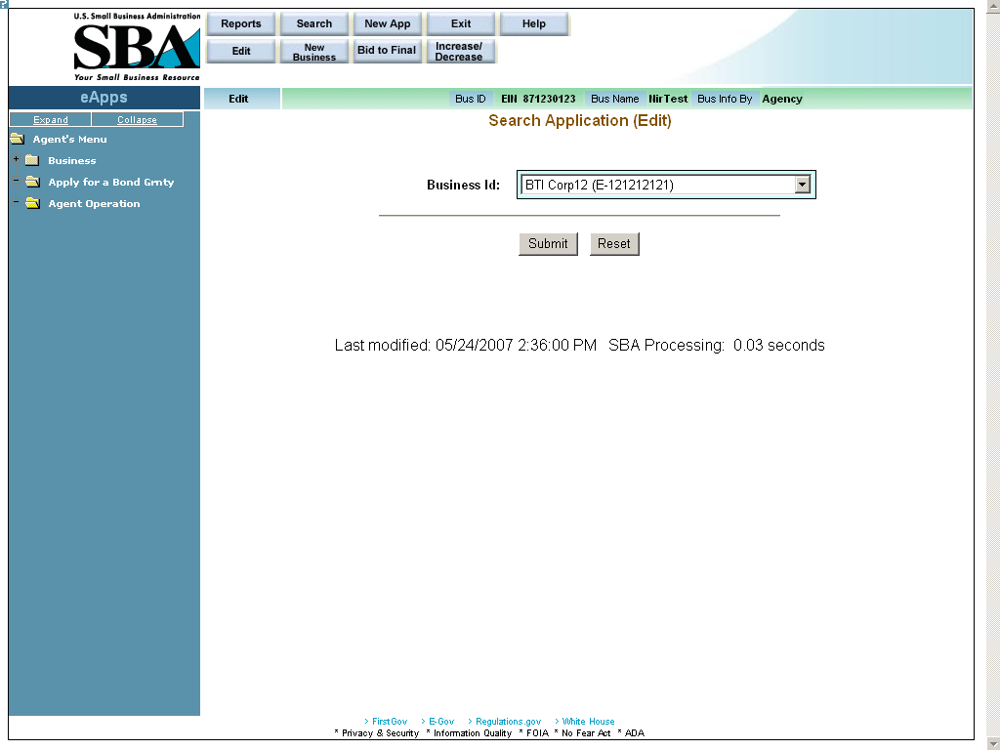 U.S. Small Business Administration
SBA
Your Small Business Resource
Reports Search New App Exit Help
Edit New Business Bid to Final Increase/ Decrease
eApps
Edit Bus ID EIN 871230123 Bus Name NirTest Bus Info By Agency
Expand Collapse
Search Application (Edit)
Agent's Menu
+ Business
- Apply for a Bond Grnty
- Agent Operation
Business Id: BTI Corp12 (E-121212121)
Submit Reset
Last modified: 05/24/2007 2:36:00 PM SBA Processing: 0.03 seconds
> FirstGov > E-Gov > Regulations.gov > White House
* Privacy & Security * Information Quality * FOIA * No Fear Act * ADA